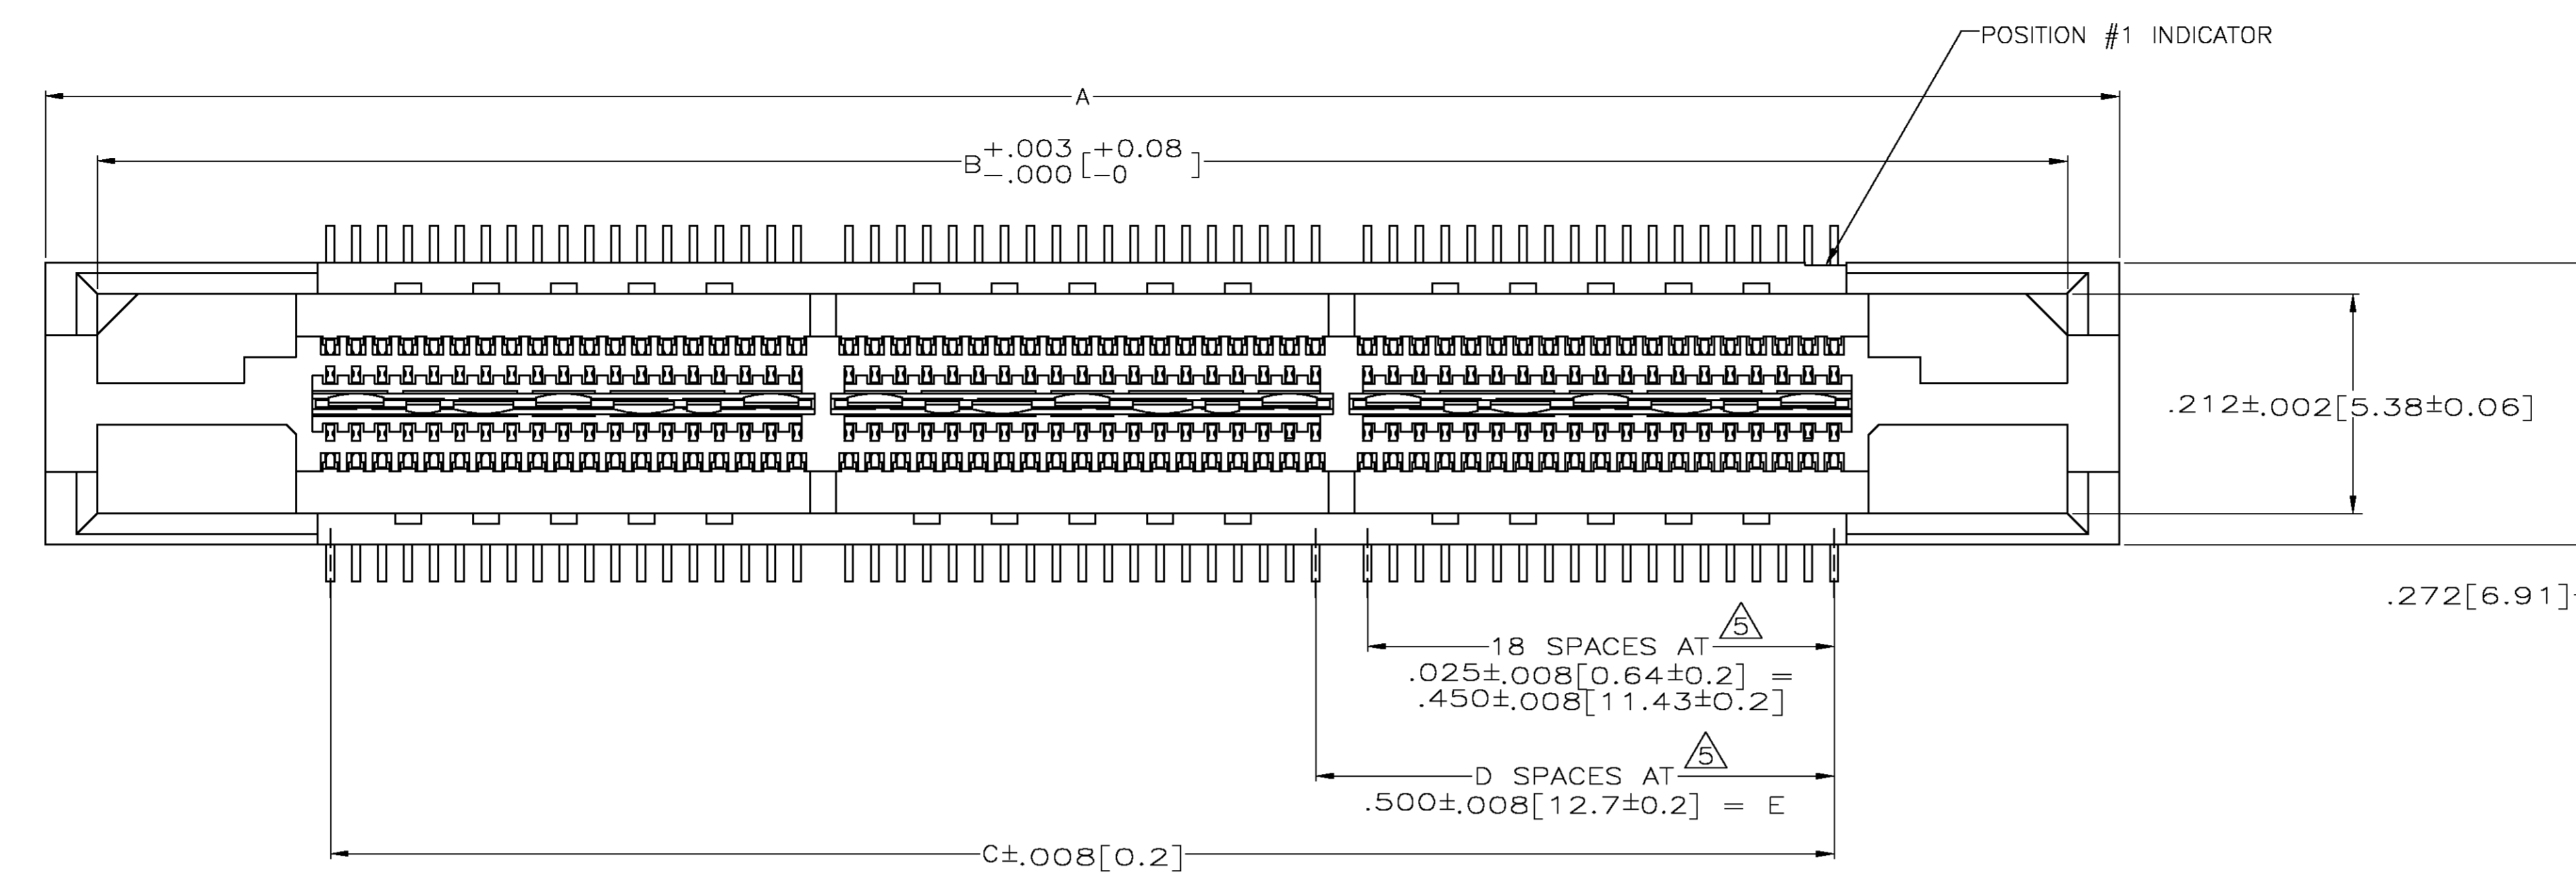 POSITION #1 INDICATOR
A
B +.003 [+0.08
-.000 [-0 ]
.212±.002[5.38±0.06]
.272[6.91]
5
18 SPACES AT
.025±.008[0.64±0.2] =
.450±.008[11.43±0.2]
5
D SPACES AT
.500±.008[12.7±0.2] = E
C±.008[0.2]